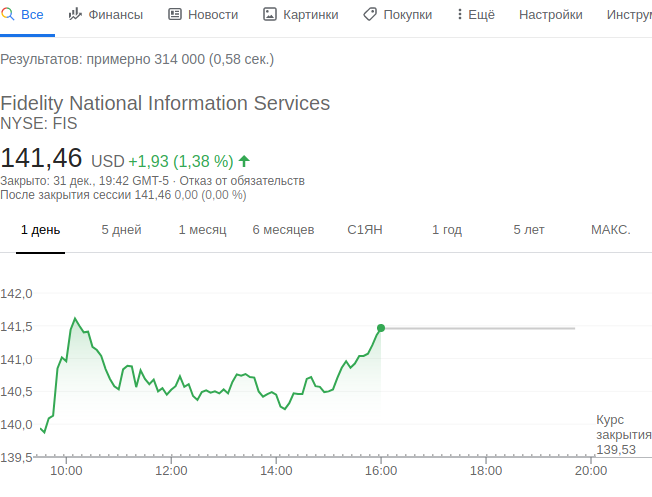 Все Финансы Новости Картинки Покупки Ещё Настройки
Результатов: примерно 314 000 (0,58 сек.)
Fidelity National Information Services
NYSE: FIS
141,46 USD +1,93 (1,38 %)
Закрыто: 31 дек., 19:42 GMT-5 · Отказ от обязательств
После закрытия сессии 141,46 0,00 (0,00 %)
1 день 5 дней 1 месяц 6 месяцев С1ЯН 1 год 5 лет МАКС.
142,0
141,5
141,0
140,5
140,0
139,5
Курс
закрытия
139,53
10:00 12:00 14:00 16:00 18:00 20:00